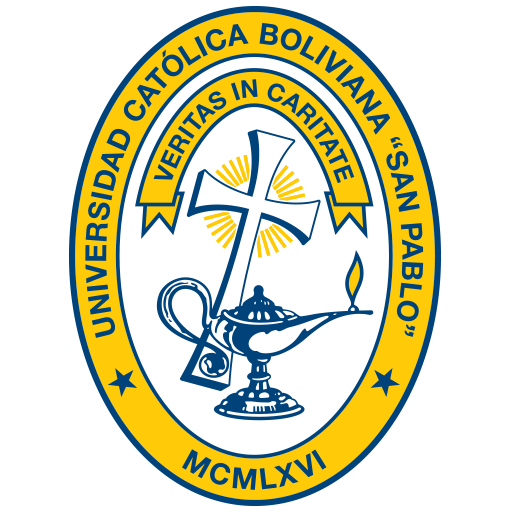 UNIVERSIDAD CATÓLICA BOLIVIANA “SAN PABLO”
VERITAS IN CARITATE
MCMLXVI